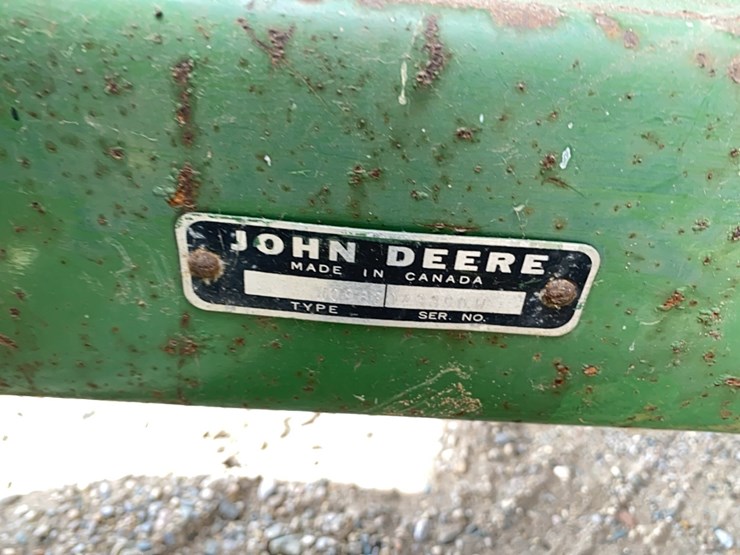 JOHN DEERE
MADE IN CANADA
TYPE SER. NO.